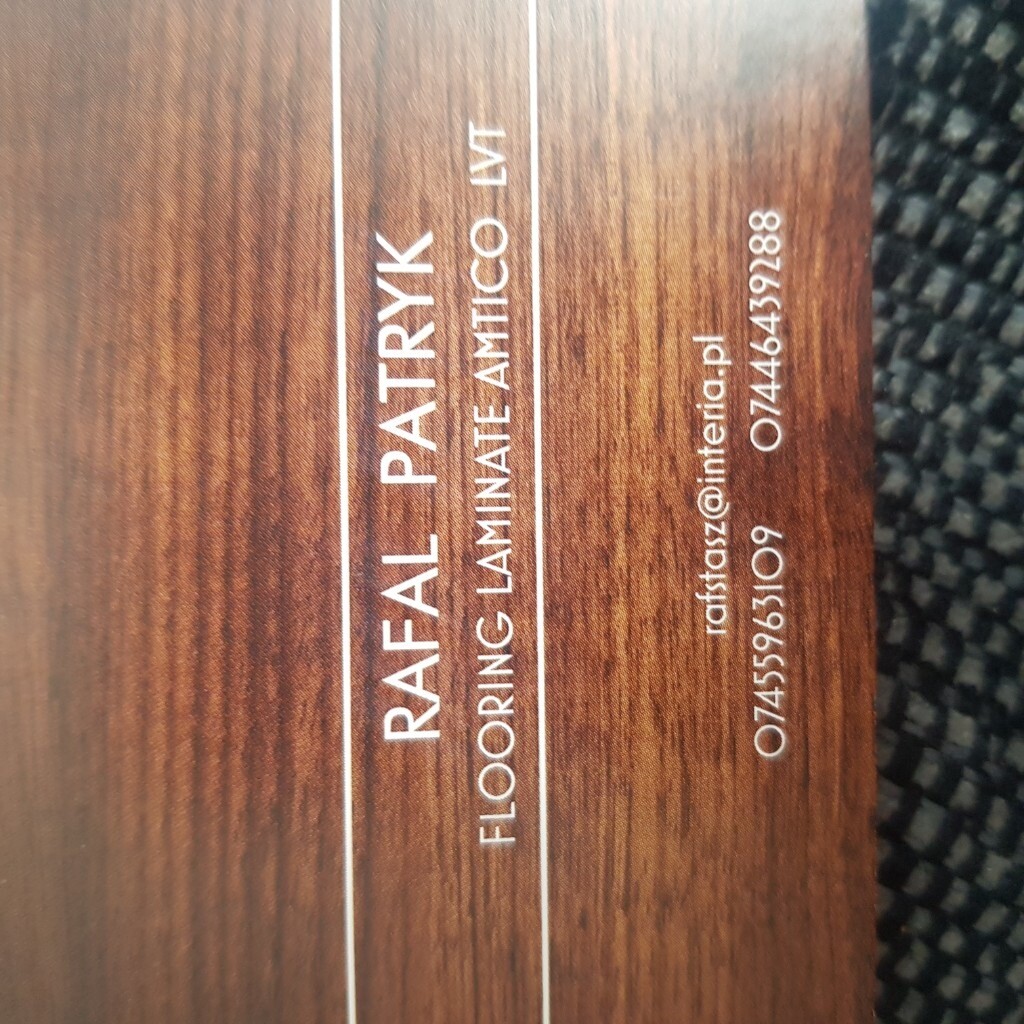 RAFAL PATRYK
FLOORING LAMINATE AMTICO LVT
rafstasz@interia.pl
07455963109 07446439288